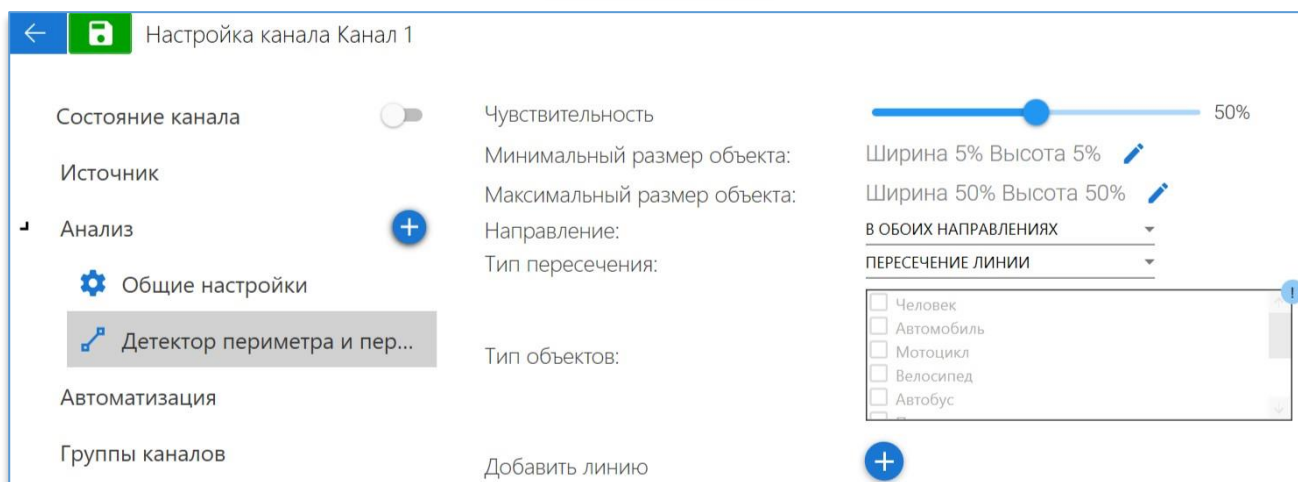 Настройка канала Канал 1
Состояние канала
Источник
Анализ
Общие настройки
Детектор периметра и пер...
Автоматизация
Группы каналов
Чувствительность 50%
Минимальный размер объекта: Ширина 5% Высота 5%
Максимальный размер объекта: Ширина 50% Высота 50%
Направление: В ОБОИХ НАПРАВЛЕНИЯХ
Тип пересечения: ПЕРЕСЕЧЕНИЕ ЛИНИИ
Тип объектов:
!
Человек
Автомобиль
Мотоцикл
Велосипед
Автобус
Добавить линию